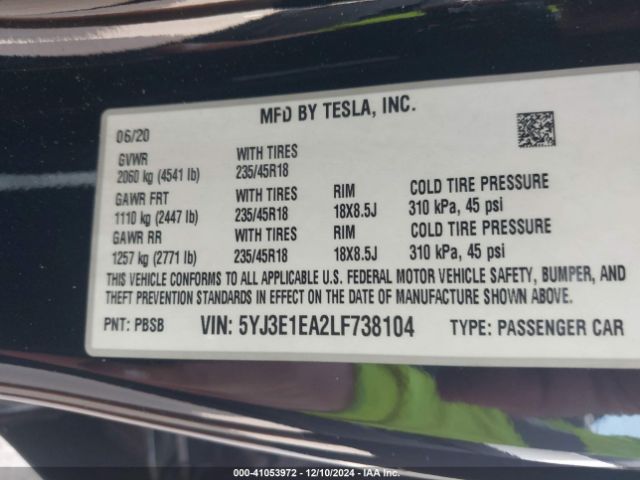 MFD BY TESLA, INC.
06/20
GVWR WITH TIRES
2060 kg (4541 lb) 235/45R18
GAWR FRT WITH TIRES RIM COLD TIRE PRESSURE
1110 kg (2447 lb) 235/45R18 18X8.5J 310 kPa, 45 psi
GAWR RR WITH TIRES RIM COLD TIRE PRESSURE
1257 kg (2771 lb) 235/45R18 18X8.5J 310 kPa, 45 psi
THIS VEHICLE CONFORMS TO ALL APPLICABLE U.S. FEDERAL MOTOR VEHICLE SAFETY, BUMPER, AND
THEFT PREVENTION STANDARDS IN EFFECT ON THE DATE OF MANUFACTURE SHOWN ABOVE.
PNT: PBSB VIN: 5YJ3E1EA2LF738104 TYPE: PASSENGER CAR
000-41053972 - 12/10/2024 - IAAI.COM